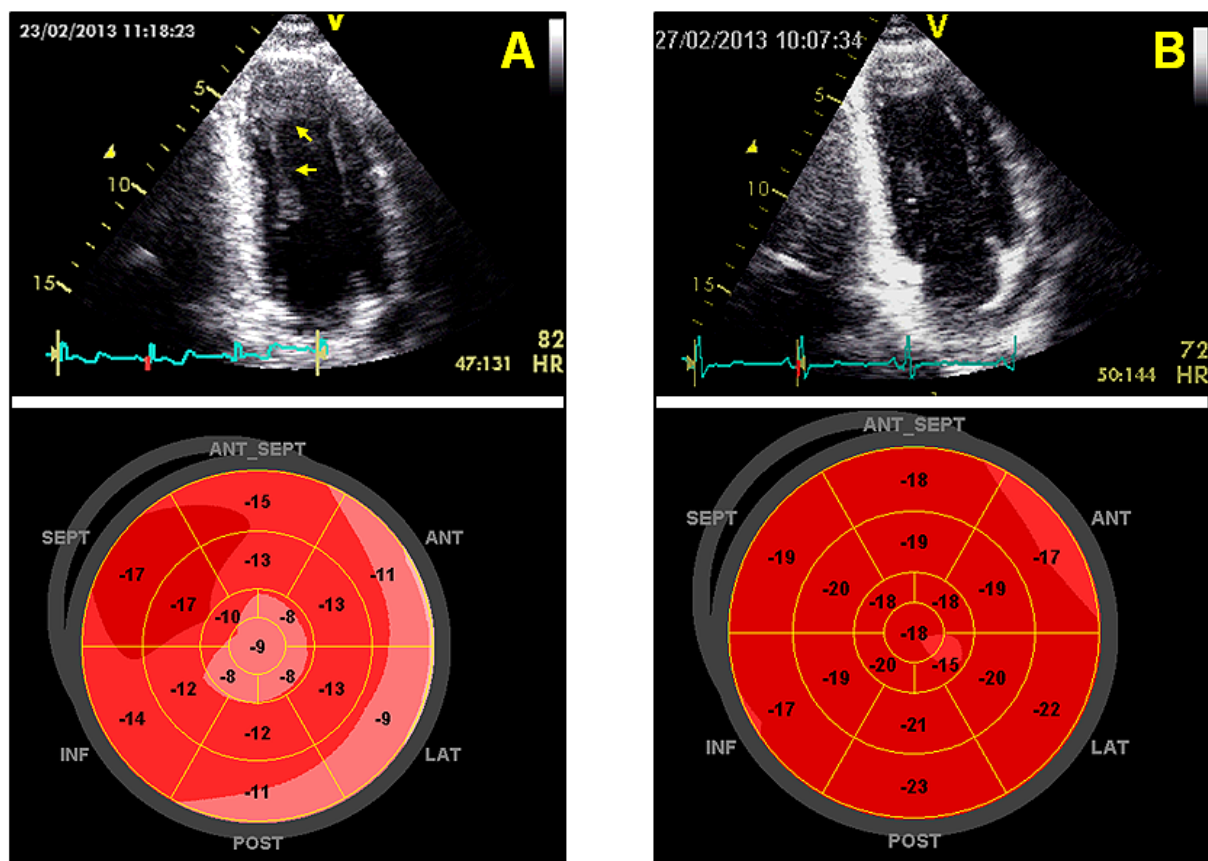 23/02/2013 11:18:23
V
A
5
10
15
82
HR
47:131
27/02/2013 10:07:34
V
B
5
10
15
72
HR
50:144
ANT_SEPT
SEPT
ANT
INF
LAT
POST
-15
-17
-11
-13
-17
-13
-10
-8
-9
-8
-8
-12
-13
-14
-9
-12
-11
ANT_SEPT
SEPT
ANT
INF
LAT
POST
-18
-19
-17
-19
-20
-19
-18
-18
-18
-20
-15
-19
-20
-17
-22
-21
-23